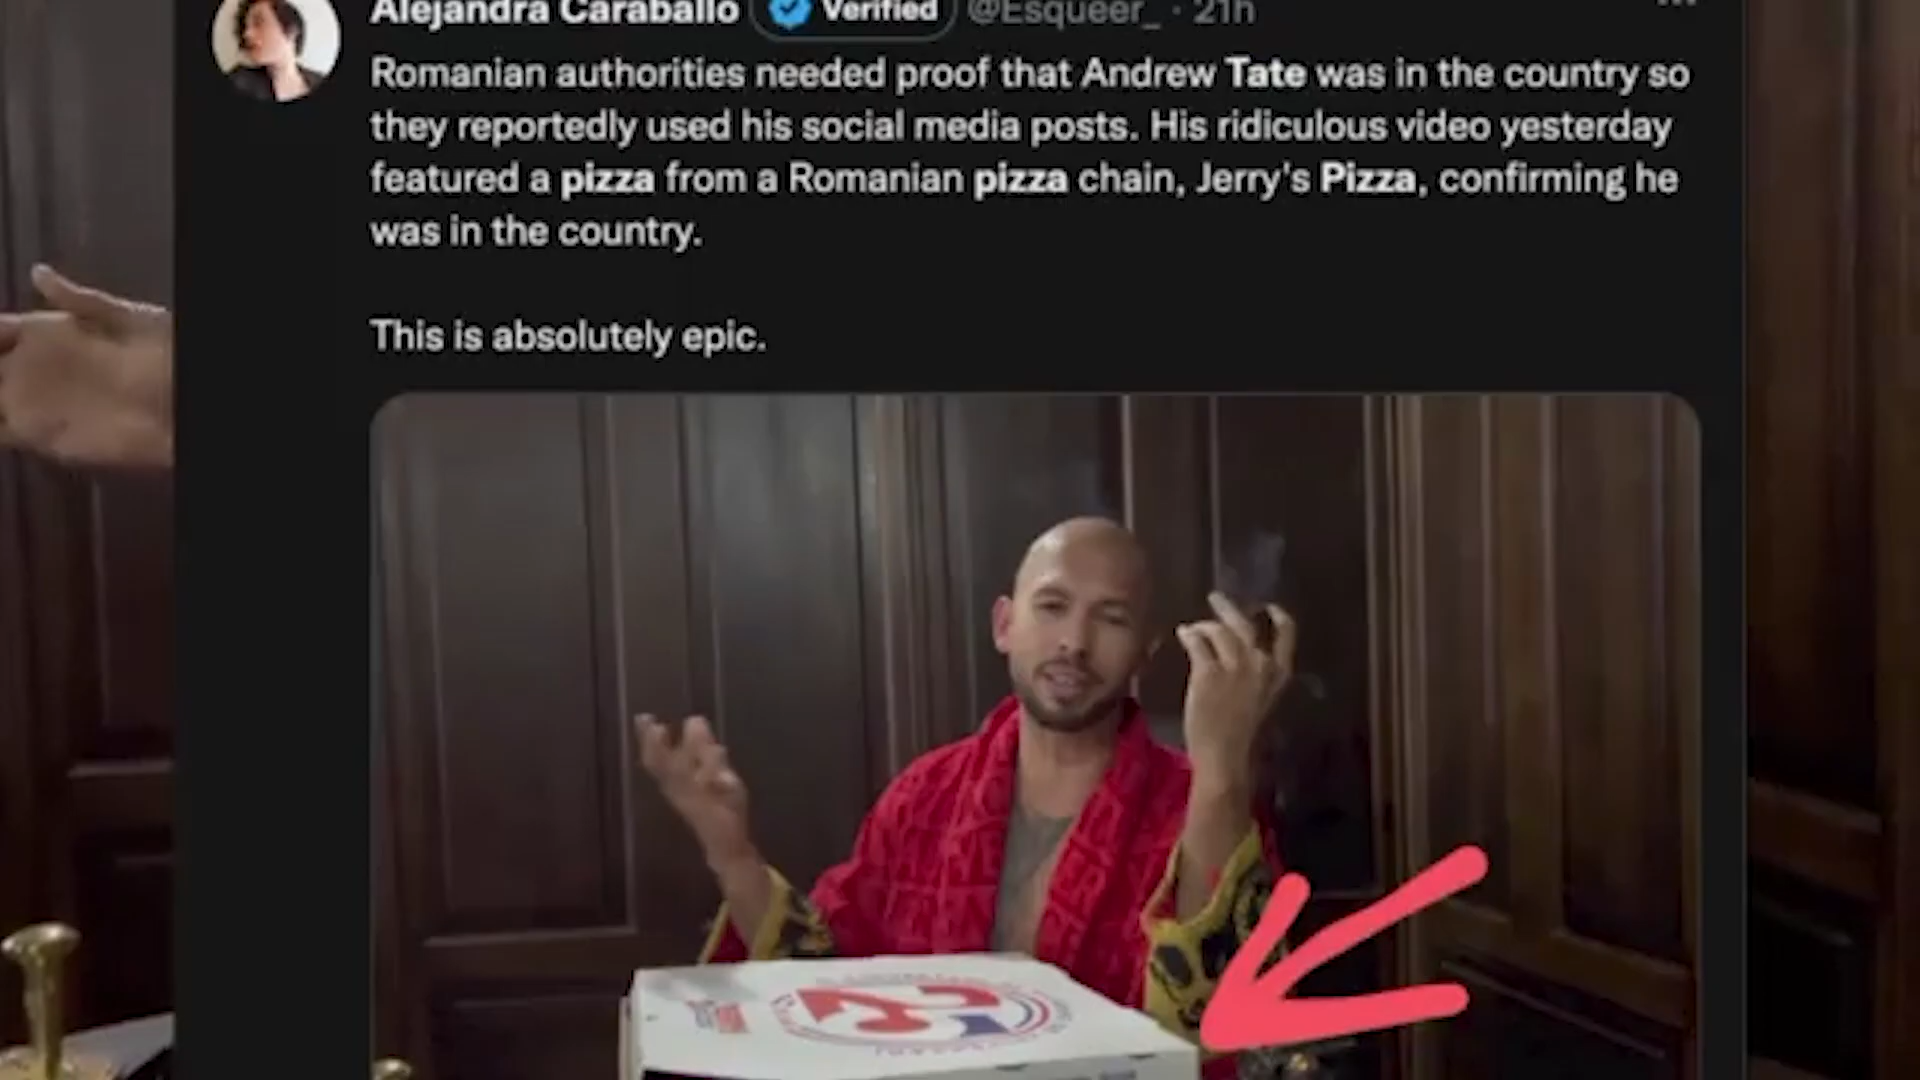 Alejandra Caraballo Verified @Esqueer_ · 21h
Romanian authorities needed proof that Andrew Tate was in the country so
they reportedly used his social media posts. His ridiculous video yesterday
featured a pizza from a Romanian pizza chain, Jerry's Pizza, confirming he
was in the country.
This is absolutely epic.